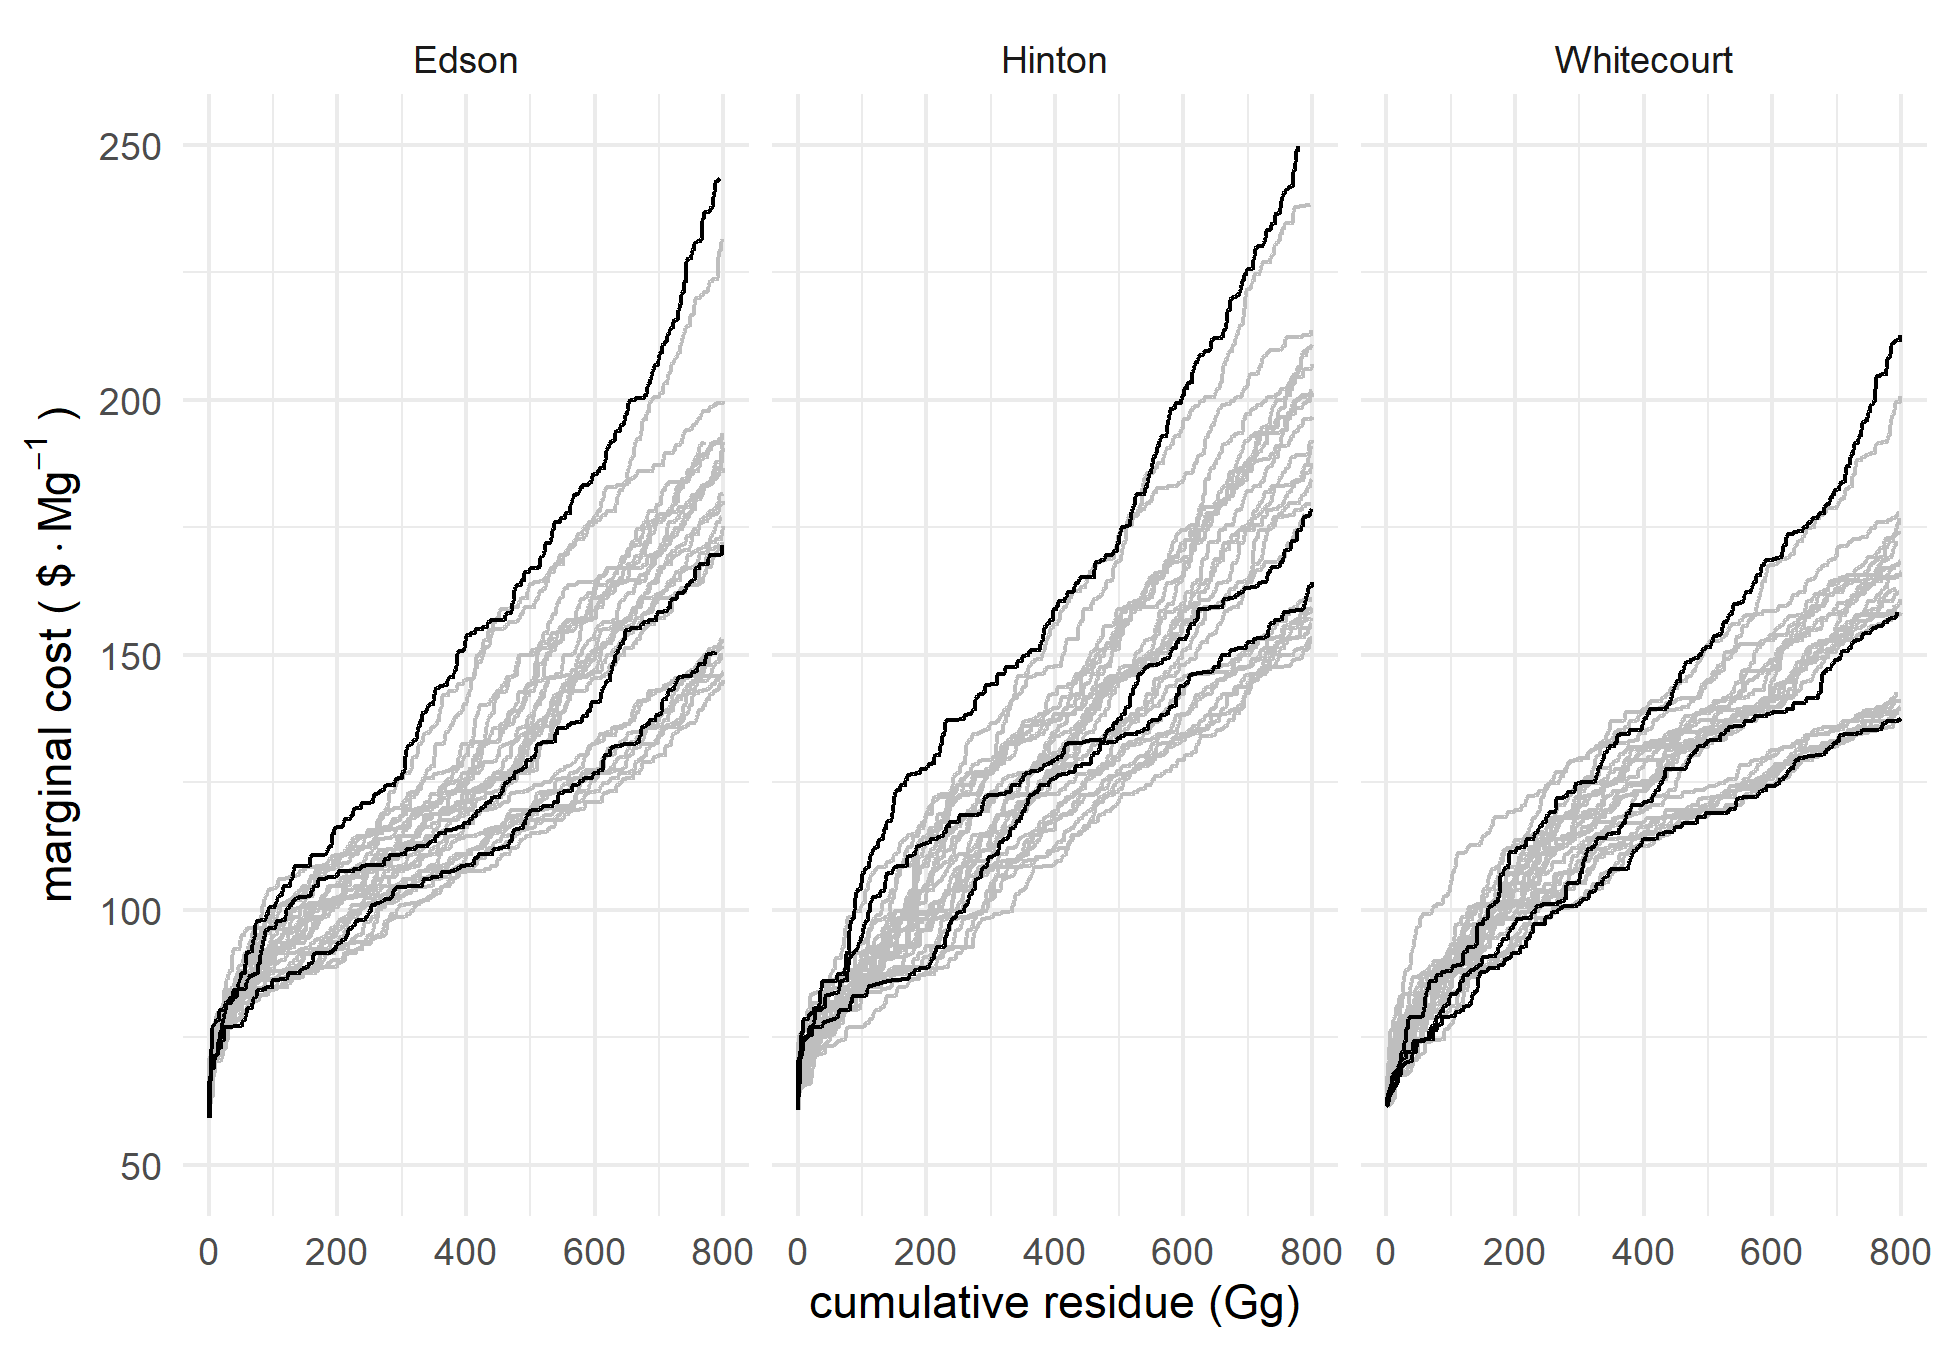 Edson Hinton Whitecourt
250
200
150
100
50
marginal cost ( $ · Mg⁻¹ )
0 200 400 600 800 0 200 400 600 800 0 200 400 600 800
cumulative residue (Gg)